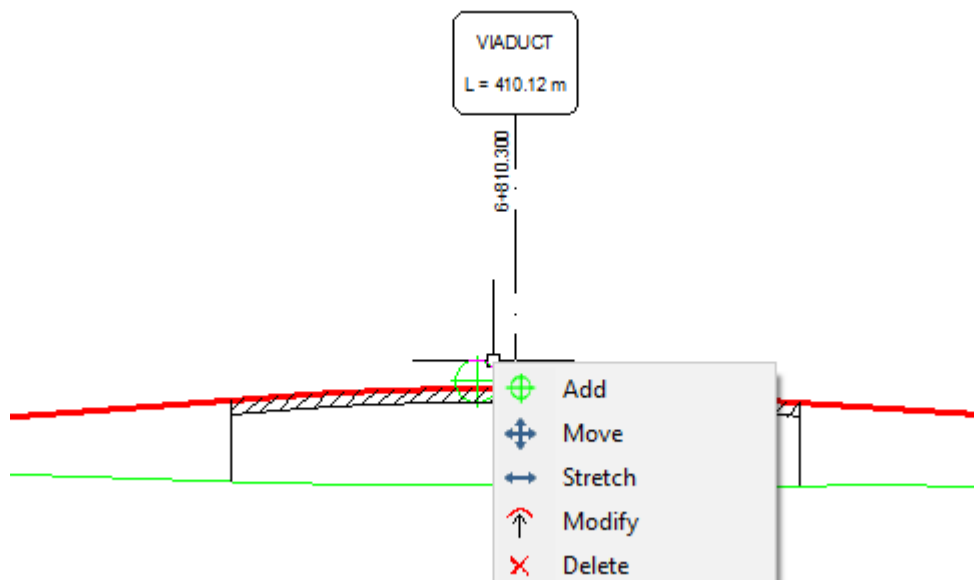 VIADUCT
L = 410.12 m
6+810.300
Add
Move
Stretch
Modify
Delete